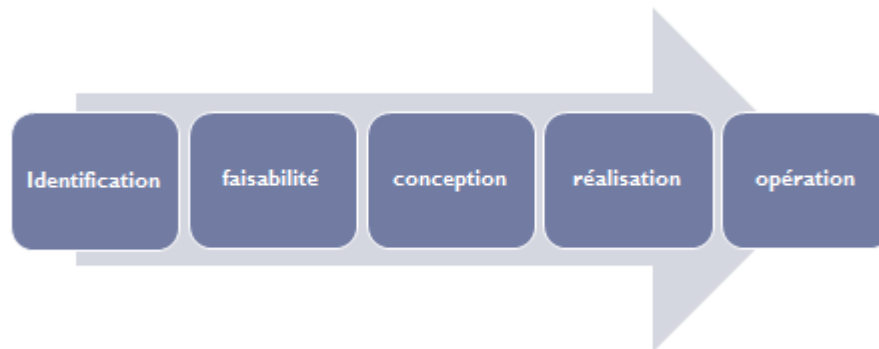 Identification
faisabilité
conception
réalisation
opération